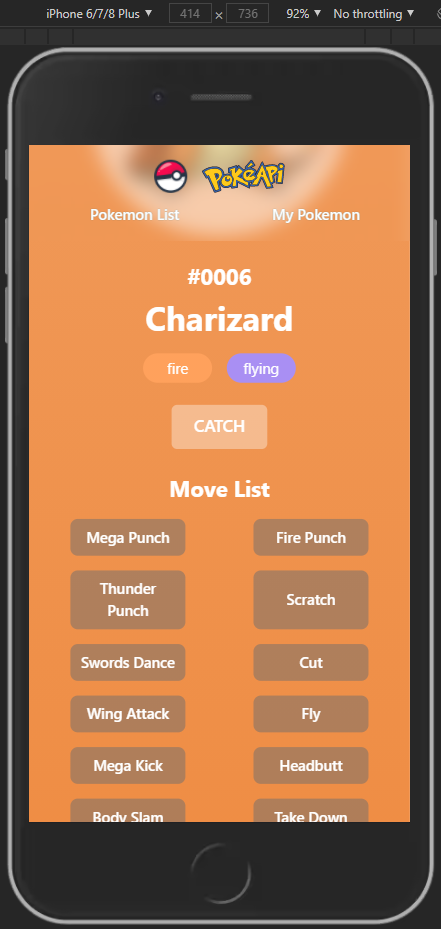 iPhone 6/7/8 Plus ▼ 414 × 736 92% ▼ No throttling ▼
PokéApi
Pokemon List My Pokemon
#0006
Charizard
fire flying
CATCH
Move List
Mega Punch Fire Punch
Thunder
Punch
Scratch
Swords Dance Cut
Wing Attack Fly
Mega Kick Headbutt
Body Slam Take Down